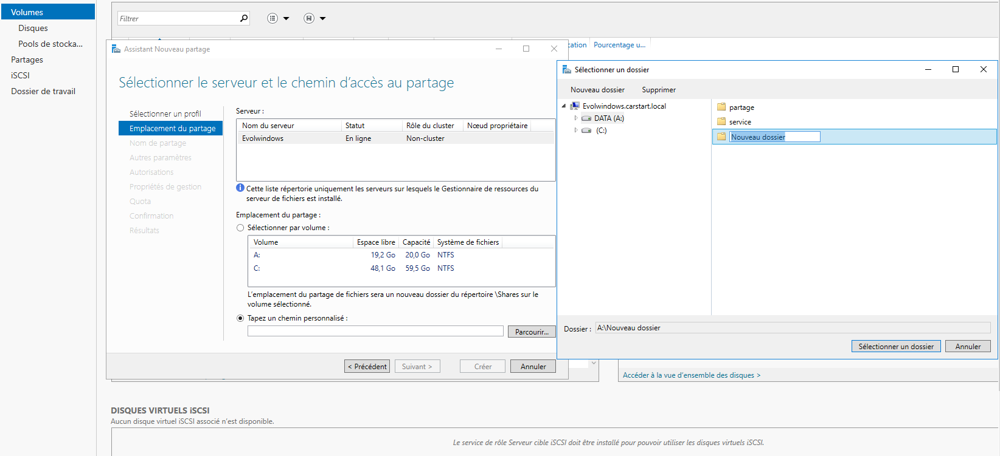 Volumes
Disques
Pools de stocka...
Partages
iSCSI
Dossier de travail
Filtrer
cation
Pourcentage u...
Assistant Nouveau partage
Sélectionner le serveur et le chemin d'accès au partage
Sélectionner un profil
Emplacement du partage
Nom de partage
Autres paramètres
Autorisations
Propriétés de gestion
Quota
Confirmation
Résultats
Serveur :
Nom du serveur Statut Rôle du cluster Nœud propriétaire
Evolwindows En ligne Non-cluster
Cette liste répertorie uniquement les serveurs sur lesquels le Gestionnaire de ressources du
serveur de fichiers est installé.
Emplacement du partage :
Sélectionner par volume :
Volume Espace libre Capacité Système de fichiers
A: 19,2 Go 20,0 Go NTFS
C: 48,1 Go 59,5 Go NTFS
L'emplacement du partage de fichiers sera un nouveau dossier du répertoire \Shares sur le
volume sélectionné.
Tapez un chemin personnalisé :
Parcourir...
< Précédent Suivant > Créer Annuler
Sélectionner un dossier
Nouveau dossier Supprimer
Evolwindows.carstart.local
DATA (A:)
(C:)
partage
service
Nouveau dossier
Dossier : A:\Nouveau dossier
Sélectionner un dossier Annuler
Accéder à la vue d'ensemble des disques >
DISQUES VIRTUELS iSCSI
Aucun disque virtuel iSCSI associé n'est disponible.
Le service de rôle Serveur cible iSCSI doit être installé pour pouvoir utiliser les disques virtuels iSCSI.